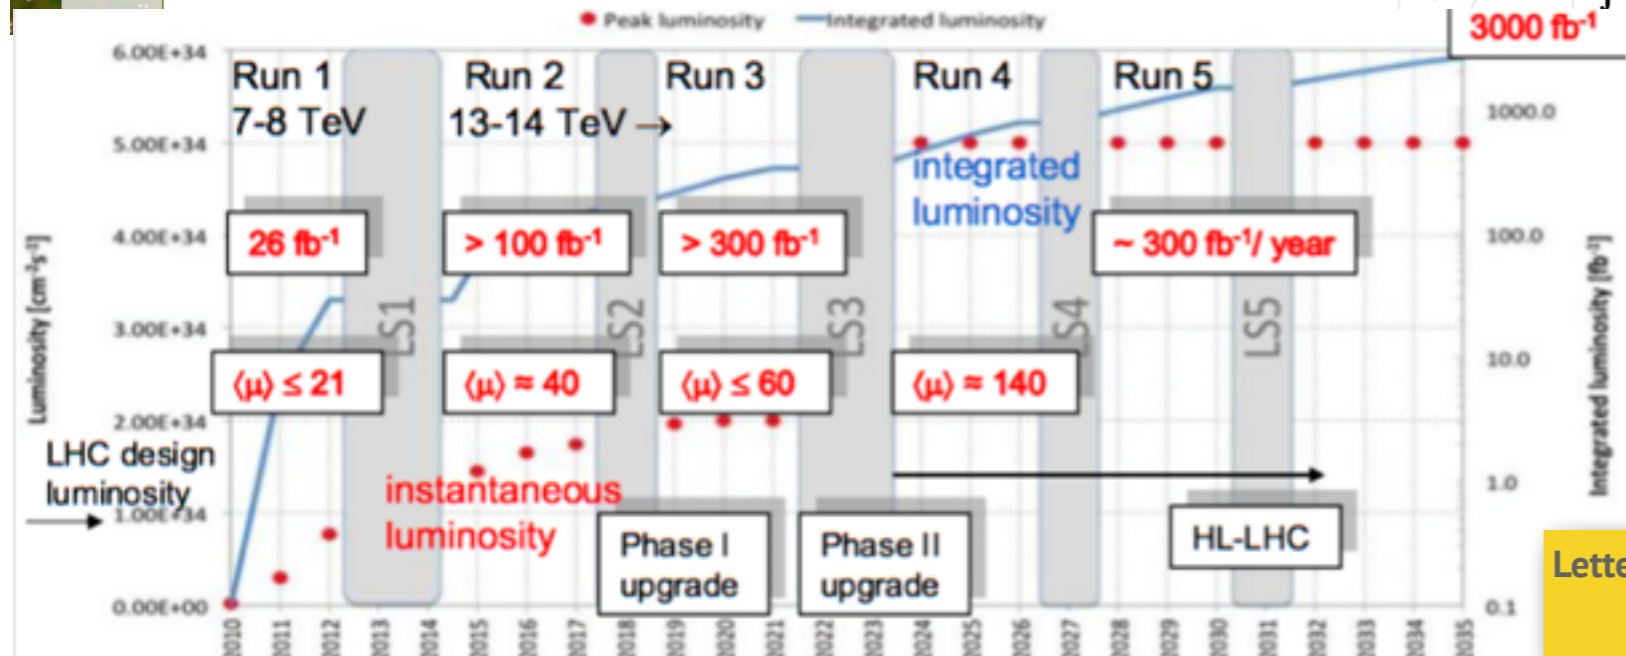 Peak luminosity
Integrated luminosity
3000 fb⁻¹
6.00E+34
5.00E+34
4.00E+34
3.00E+34
2.00E+34
1.00E+34
0.00E+00
Luminosity [cm⁻²s⁻¹]
LHC design
luminosity
Run 1
7-8 TeV
Run 2
13-14 TeV →
Run 3
Run 4
Run 5
integrated
luminosity
26 fb⁻¹
> 100 fb⁻¹
> 300 fb⁻¹
~ 300 fb⁻¹/ year
LS1
LS2
LS3
LS4
LS5
⟨μ⟩ ≤ 21
⟨μ⟩ ≈ 40
⟨μ⟩ ≤ 60
⟨μ⟩ ≈ 140
instantaneous
luminosity
Phase I
upgrade
Phase II
upgrade
HL-LHC
1000.0
100.0
10.0
1.0
0.1
Integrated luminosity [fb⁻¹]
Lette
2010
2011
2012
2013
2014
2015
2016
2017
2018
2019
2020
2021
2022
2023
2024
2025
2026
2027
2028
2029
2030
2031
2032
2033
2034
2035